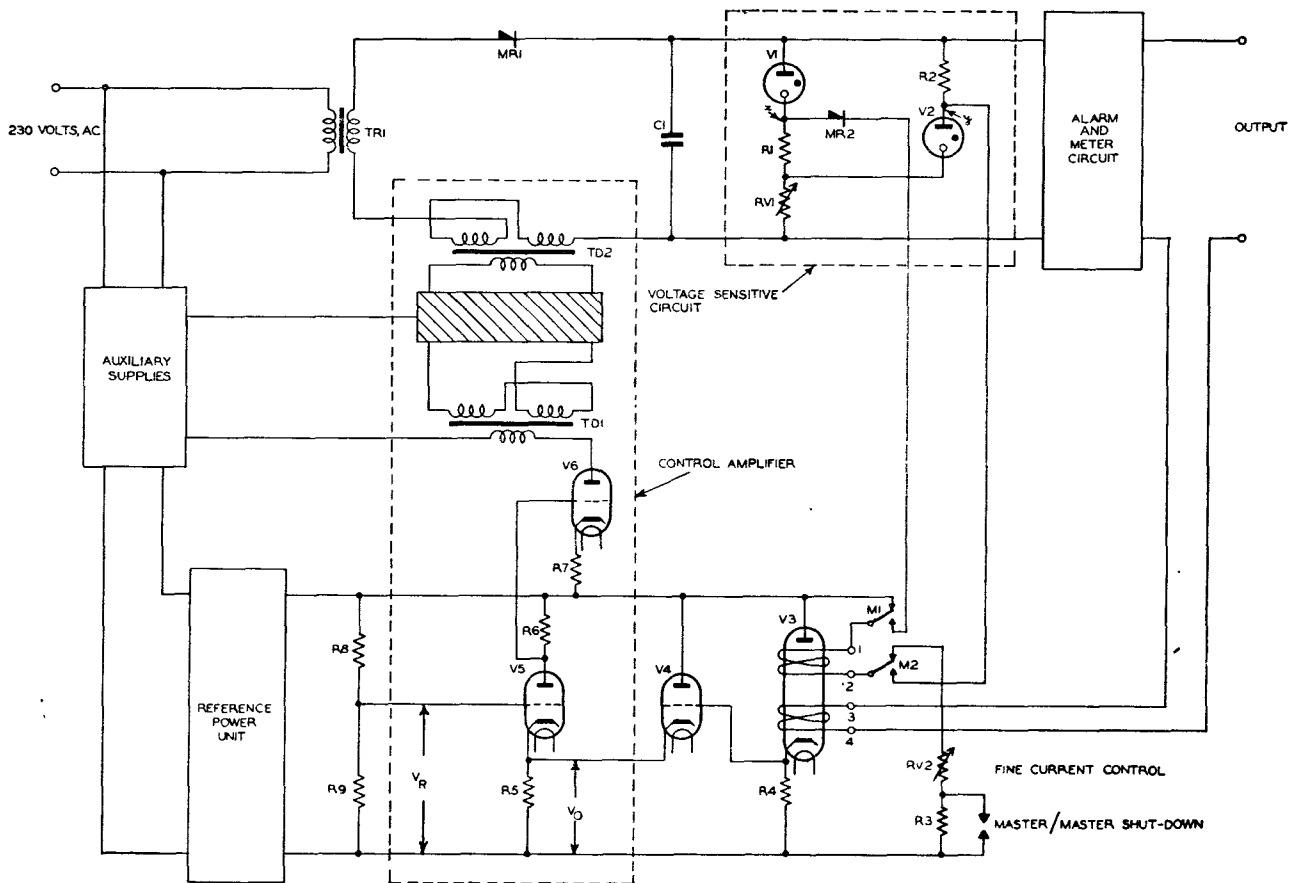 230 VOLTS, AC
TR1
MR1
C1
V1
x
R1
MR2
RV1
R2
V2
y
ALARM
AND
METER
CIRCUIT
OUTPUT
VOLTAGE SENSITIVE
CIRCUIT
TD2
AUXILIARY
SUPPLIES
TD1
V6
CONTROL AMPLIFIER
R7
REFERENCE
POWER
UNIT
R8
R9
VR
R6
V5
R5
VO
V4
V3
R4
M1
M2
1
2
3
4
RV2
FINE CURRENT CONTROL
R3
MASTER/MASTER SHUT-DOWN